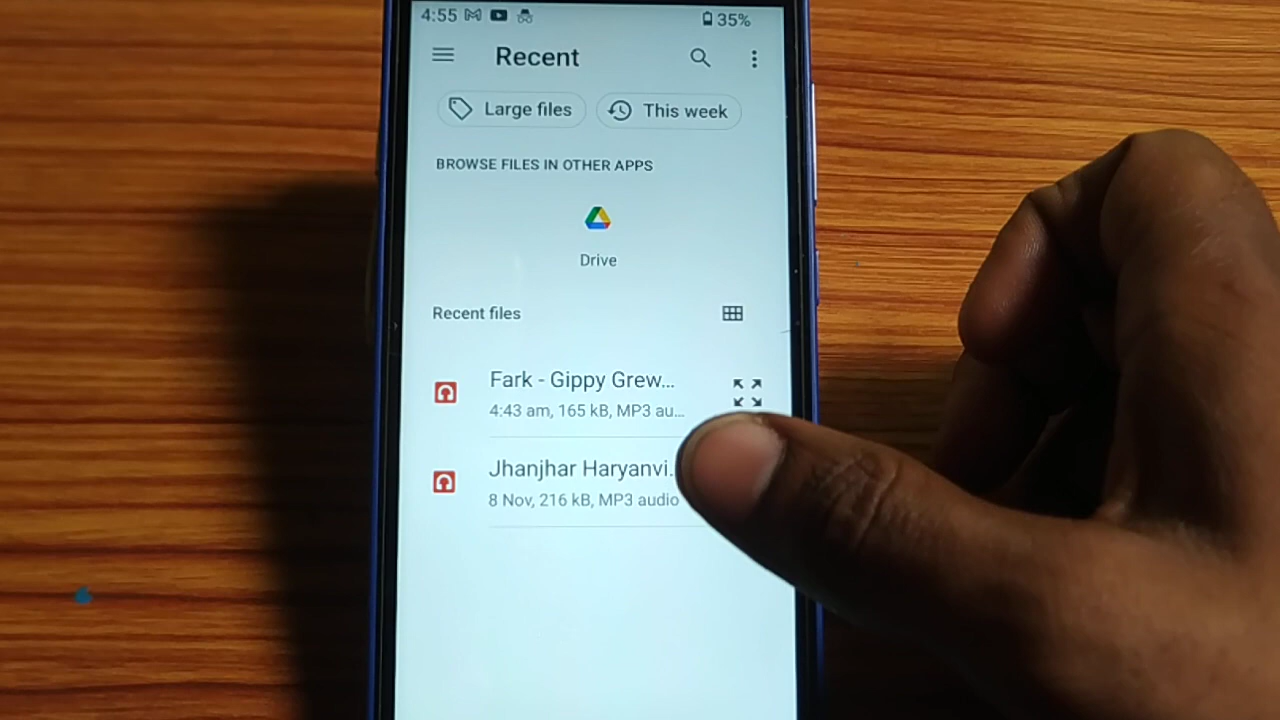 4:55 35%
Recent
Large files This week
BROWSE FILES IN OTHER APPS
Drive
Recent files
Fark - Gippy Grew...
4:43 am, 165 kB, MP3 au...
Jhanjhar Haryanvi.
8 Nov, 216 kB, MP3 audio